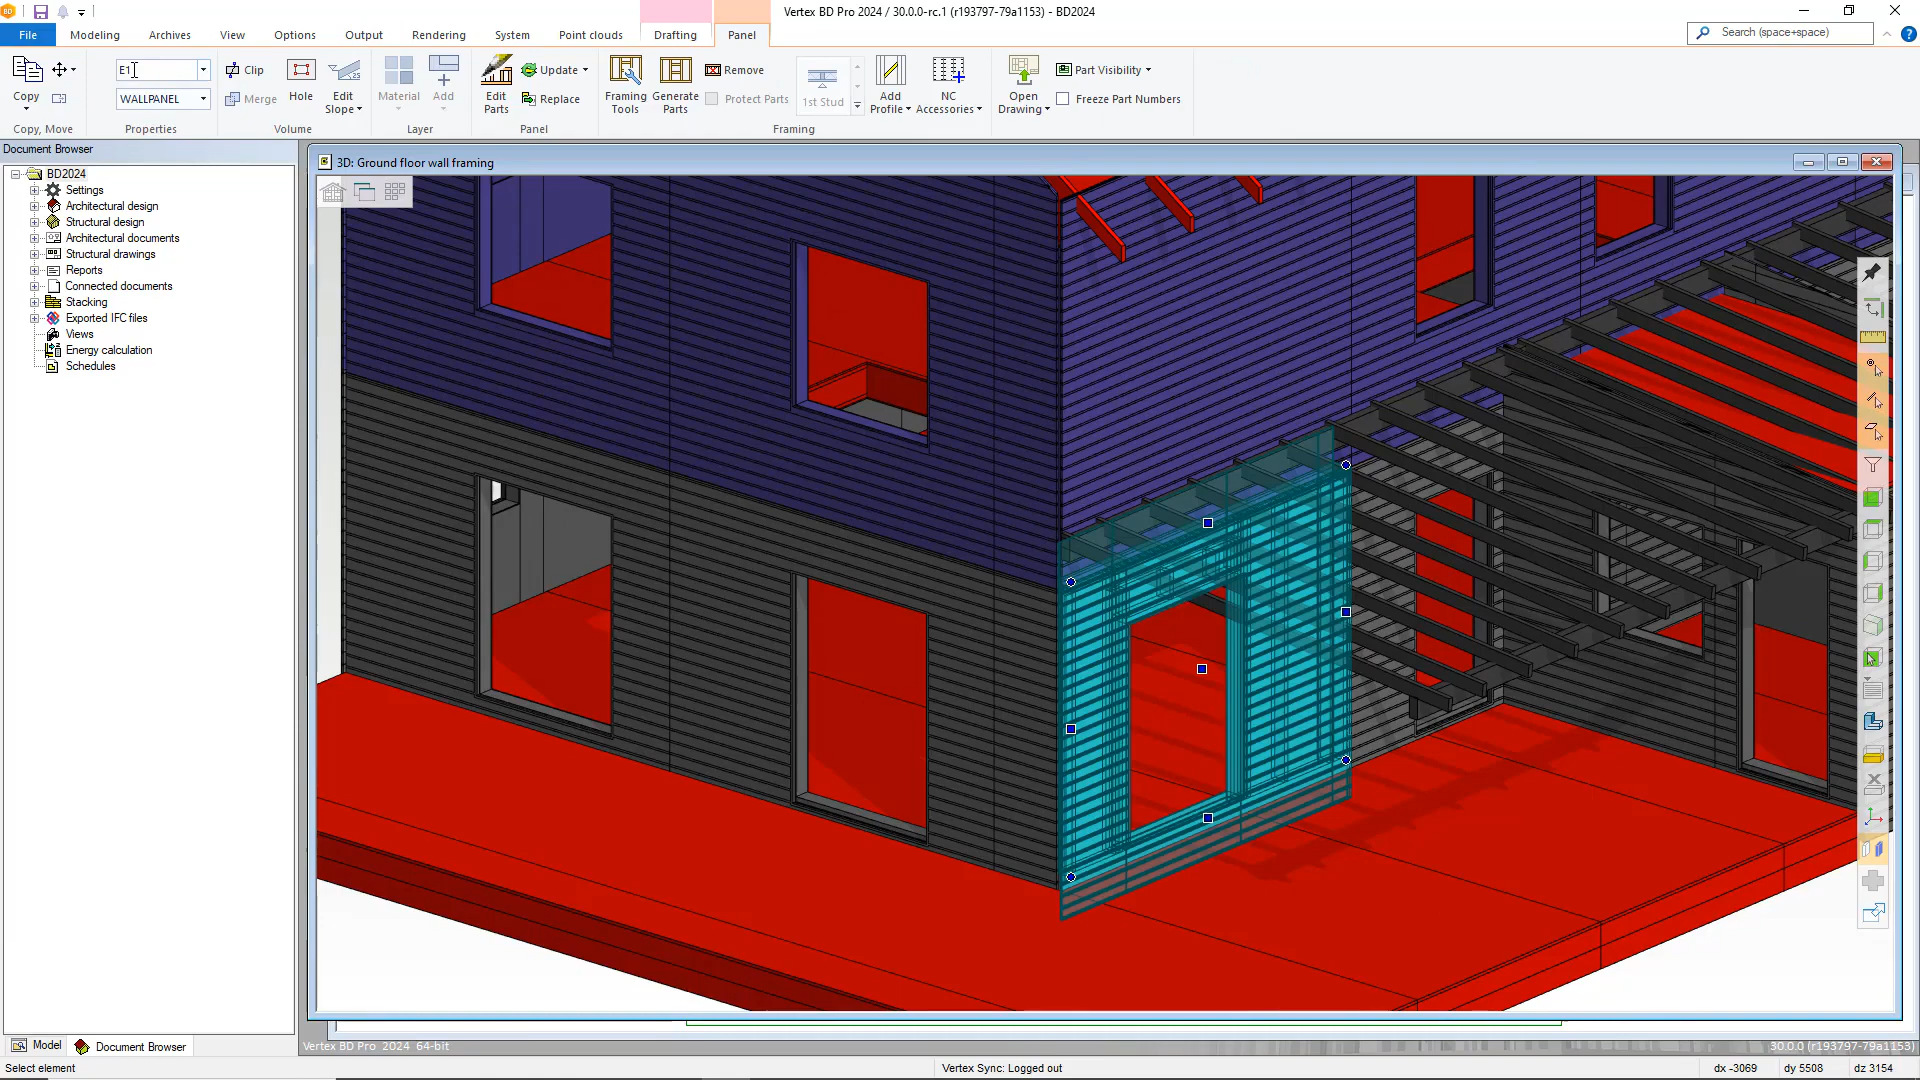 Vertex BD Pro 2024 / 30.0.0-rc.1 (r193797-79a1153) - BD2024
File Modeling Archives View Options Output Rendering System Point clouds Drafting Panel
Search (space+space)
E1
WALLPANEL
Copy
Clip
Merge
Hole
Edit Slope
Material
Add
Edit Parts
Update
Replace
Framing Tools
Generate Parts
Remove
Protect Parts
1st Stud
Add Profile
NC Accessories
Open Drawing
Part Visibility
Freeze Part Numbers
Copy, Move Properties Volume Layer Panel Framing
Document Browser
BD2024
Settings
Architectural design
Structural design
Architectural documents
Structural drawings
Reports
Connected documents
Stacking
Exported IFC files
Views
Energy calculation
Schedules
3D: Ground floor wall framing
Model Document Browser
Vertex BD Pro 2024 64-bit
30.0.0 (r193797-79a1153)
Select element
Vertex Sync: Logged out
dx -3069 dy 5508 dz 3154